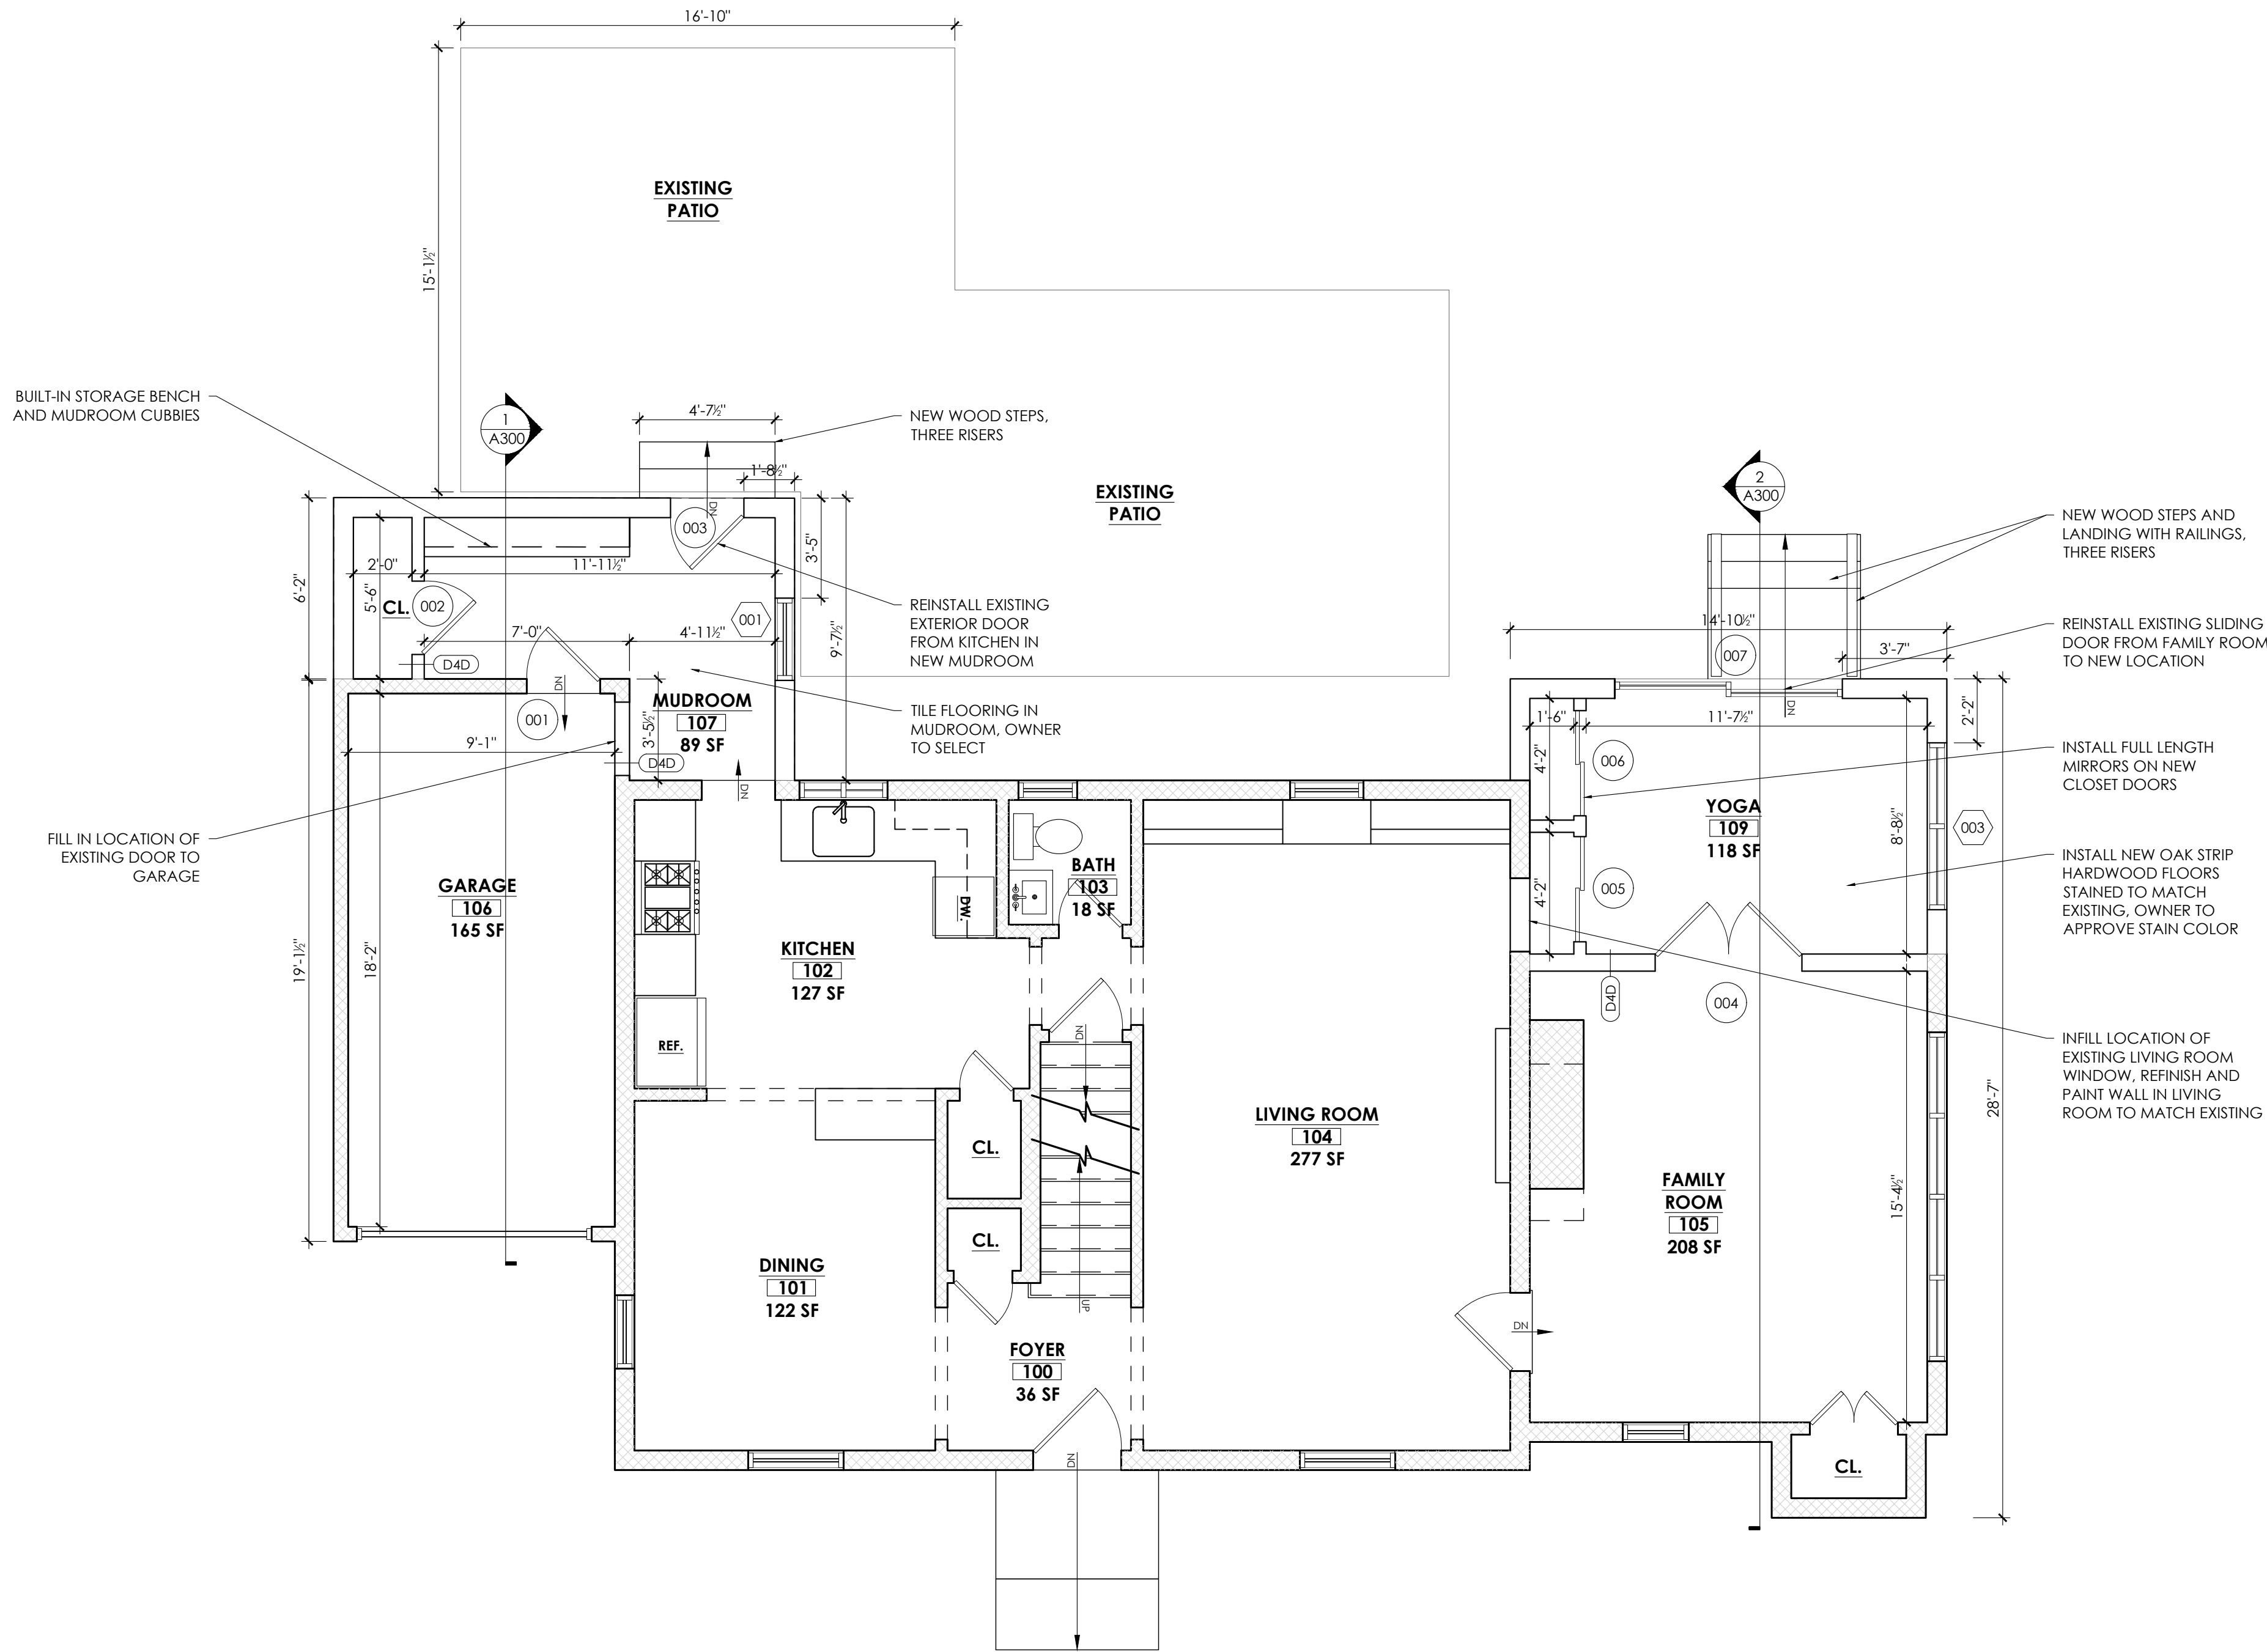 16'-10"
15'-1½"
EXISTING
PATIO
BUILT-IN STORAGE BENCH
AND MUDROOM CUBBIES
1
A300
4'-7½"
NEW WOOD STEPS,
THREE RISERS
1'-8½"
EXISTING
PATIO
2
A300
NEW WOOD STEPS AND
LANDING WITH RAILINGS,
THREE RISERS
DN
003
3'-5"
2'-0"
11'-11½"
6'-2"
5'-6"
CL.
002
001
REINSTALL EXISTING
EXTERIOR DOOR
FROM KITCHEN IN
NEW MUDROOM
7'-0"
4'-11½"
9'-7½"
D4D
14'-10½"
REINSTALL EXISTING SLIDING
DOOR FROM FAMILY ROOM
TO NEW LOCATION
007
3'-7"
DN
001
MUDROOM
107
89 SF
TILE FLOORING IN
MUDROOM, OWNER
TO SELECT
DN
1'-6"
11'-7½"
2'-2"
9'-1"
3'-5½"
D4D
DN
4'-2"
006
INSTALL FULL LENGTH
MIRRORS ON NEW
CLOSET DOORS
YOGA
109
118 SF
8'-8½"
003
FILL IN LOCATION OF
EXISTING DOOR TO
GARAGE
GARAGE
106
165 SF
BATH
103
18 SF
4'-2"
005
INSTALL NEW OAK STRIP
HARDWOOD FLOORS
STAINED TO MATCH
EXISTING, OWNER TO
APPROVE STAIN COLOR
DW.
KITCHEN
102
127 SF
19'-1½"
18'-2"
D4D
004
REF.
DN
INFILL LOCATION OF
EXISTING LIVING ROOM
WINDOW, REFINISH AND
PAINT WALL IN LIVING
ROOM TO MATCH EXISTING
28'-7"
LIVING ROOM
104
277 SF
CL.
FAMILY
ROOM
105
208 SF
15'-4½"
CL.
DINING
101
122 SF
UP
DN
FOYER
100
36 SF
DN
CL.